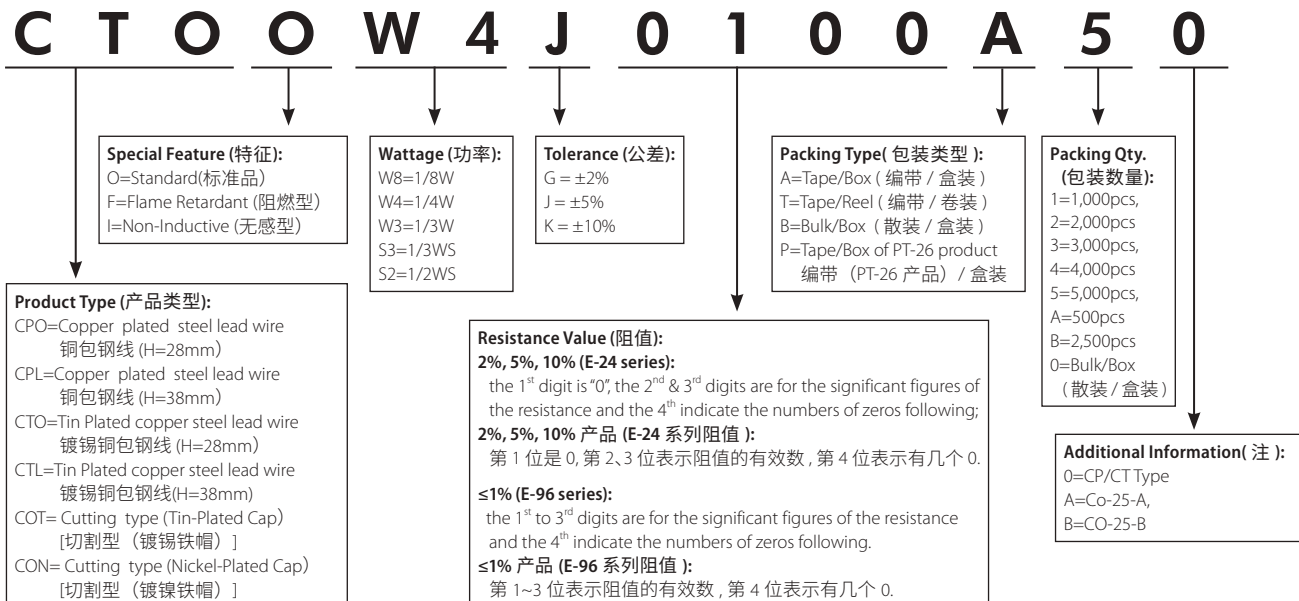 CTOOW4J0100A50
Special Feature (特征):
O=Standard(标准品)
F=Flame Retardant (阻燃型)
I=Non-Inductive (无感型)
Wattage (功率):
W8=1/8W
W4=1/4W
W3=1/3W
S3=1/3WS
S2=1/2WS
Tolerance (公差):
G = ±2%
J = ±5%
K = ±10%
Packing Type( 包装类型 ):
A=Tape/Box ( 编带 / 盒装 )
T=Tape/Reel ( 编带 / 卷装 )
B=Bulk/Box ( 散装 / 盒装 )
P=Tape/Box of PT-26 product
编带（PT-26 产品）/ 盒装
Packing Qty.
(包装数量):
1=1,000pcs,
2=2,000pcs
3=3,000pcs,
4=4,000pcs
5=5,000pcs,
A=500pcs
B=2,500pcs
0=Bulk/Box
( 散装 / 盒装 )
Product Type (产品类型):
CPO=Copper plated steel lead wire
铜包钢线 (H=28mm)
CPL=Copper plated steel lead wire
铜包钢线 (H=38mm)
CTO=Tin Plated copper steel lead wire
镀锡铜包钢线 (H=28mm)
CTL=Tin Plated copper steel lead wire
镀锡铜包钢线(H=38mm)
COT= Cutting type (Tin-Plated Cap)
[切割型（镀锡铁帽）]
CON= Cutting type (Nickel-Plated Cap)
[切割型（镀镍铁帽）]
Resistance Value (阻值):
2%, 5%, 10% (E-24 series):
the 1st digit is "0", the 2nd & 3rd digits are for the significant figures of
the resistance and the 4th indicate the numbers of zeros following;
2%, 5%, 10% 产品 (E-24 系列阻值 ):
第 1 位是 0, 第 2、3 位表示阻值的有效数 , 第 4 位表示有几个 0.
≤1% (E-96 series):
the 1st to 3rd digits are for the significant figures of the resistance
and the 4th indicate the numbers of zeros following.
≤1% 产品 (E-96 系列阻值 ):
第 1~3 位表示阻值的有效数 , 第 4 位表示有几个 0.
Additional Information( 注 ):
0=CP/CT Type
A=Co-25-A,
B=CO-25-B